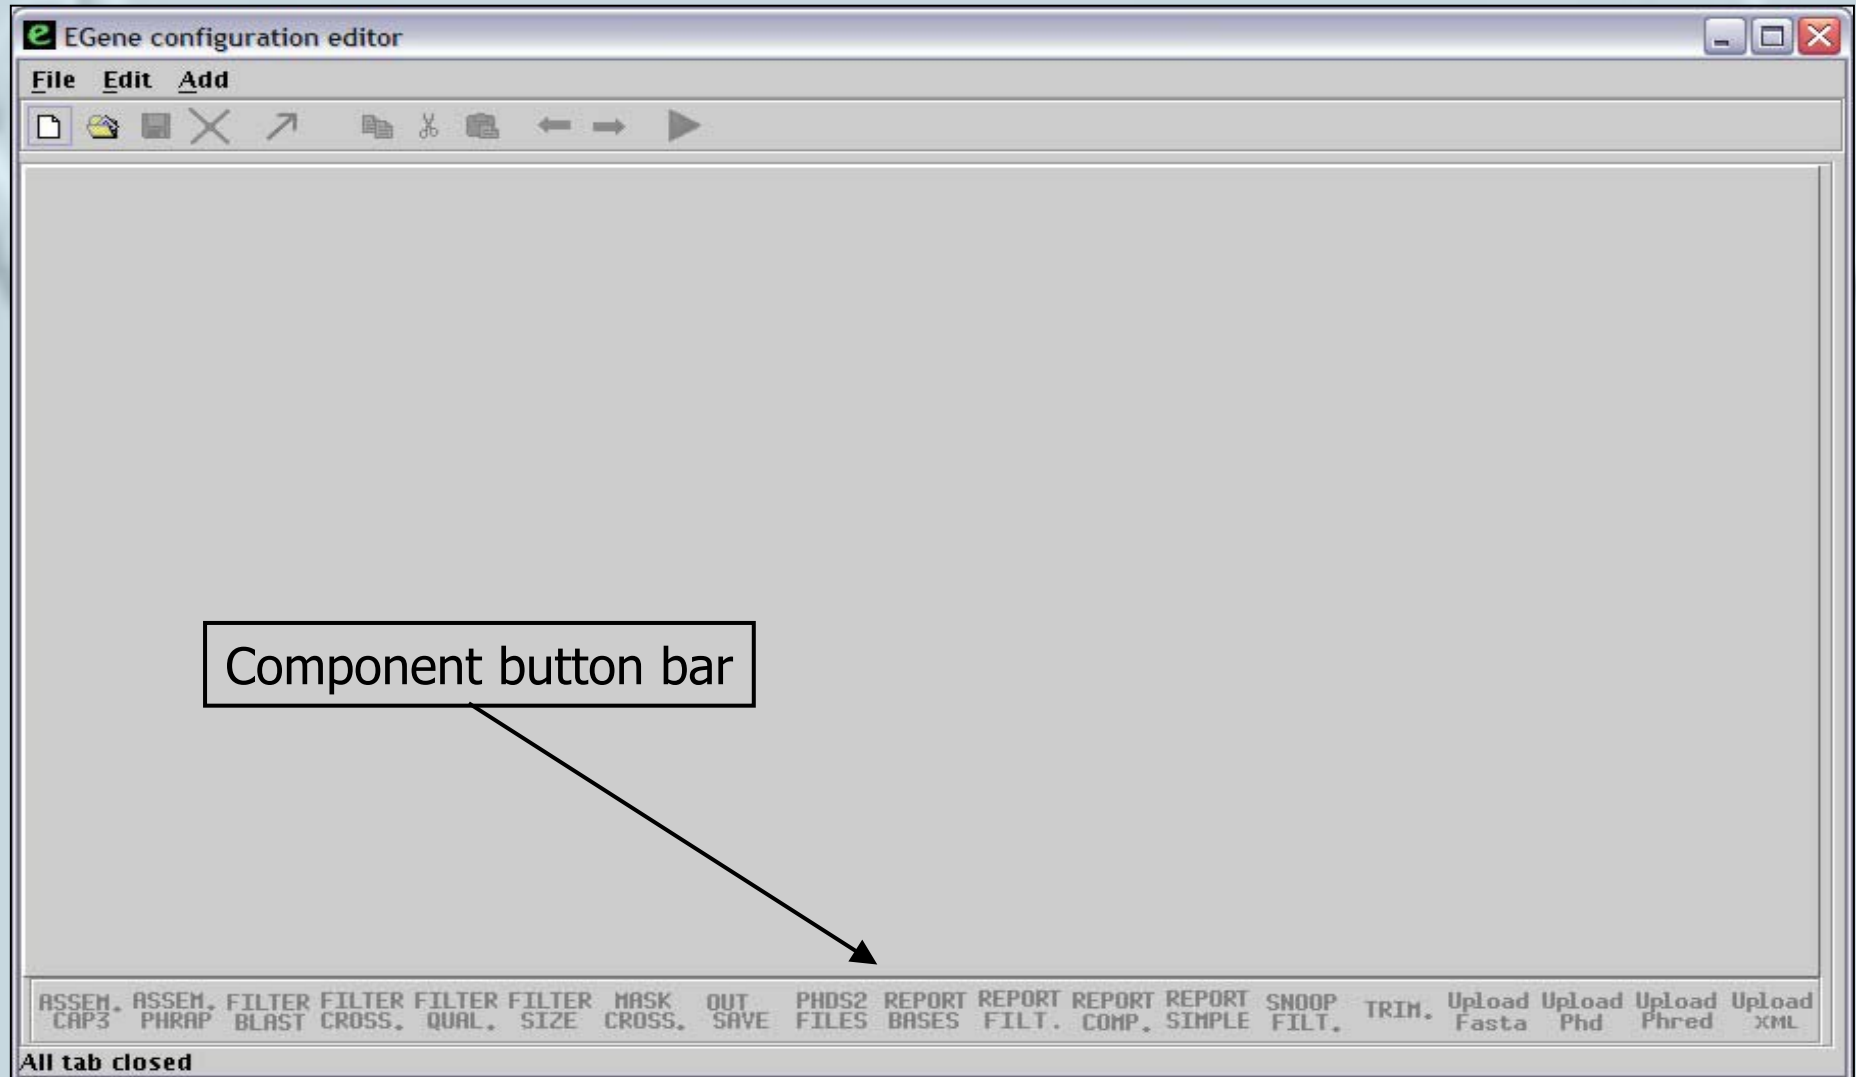 e EGene configuration editor
File Edit Add
Component button bar
ASSEM. ASSEM. FILTER FILTER FILTER FILTER MASK OUT PHDS2 REPORT REPORT REPORT REPORT SNOOP TRIM. Upload Upload Upload Upload
CAP3 PHRAP BLAST CROSS. QUAL. SIZE CROSS. SAVE FILES BASES FILT. COMP. SIMPLE FILT. Fasta Phd Phred XML
All tab closed